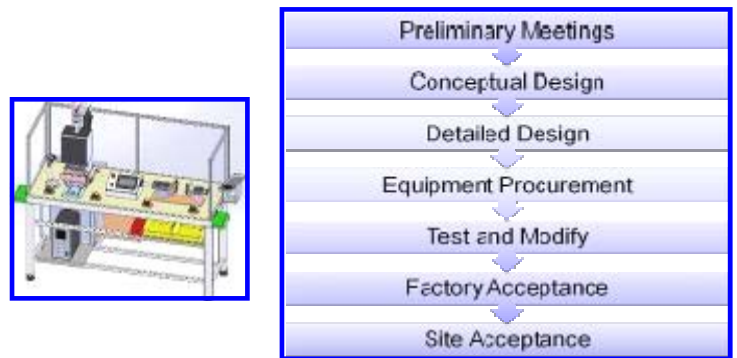 Preliminary Meetings
Conceptual Design
Detailed Design
Equipment Procurement
Test and Modify
Factory Acceptance
Site Acceptance